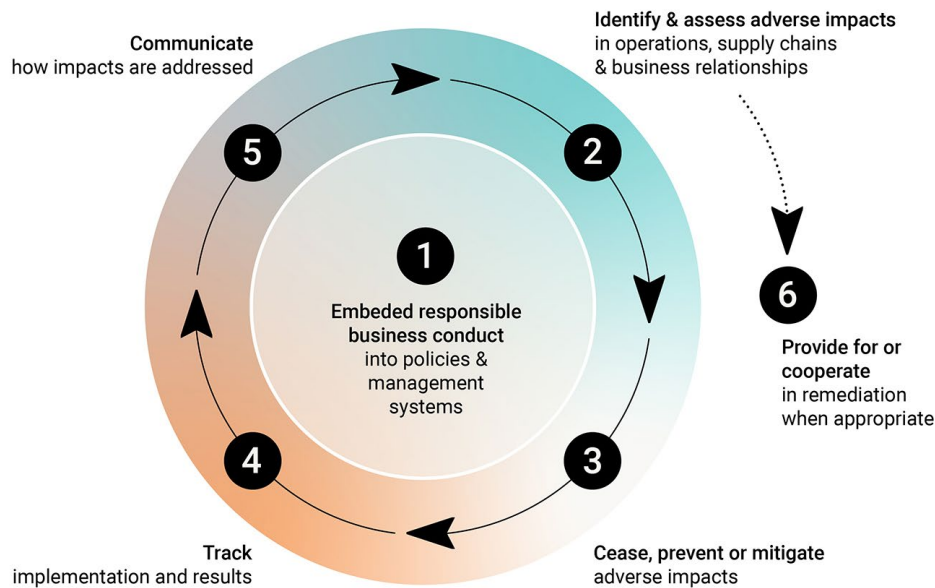 Communicate
how impacts are addressed
Identify & assess adverse impacts
in operations, supply chains
& business relationships
5
2
1
Embeded responsible
business conduct
into policies &
management
systems
6
Provide for or
cooperate
in remediation
when appropriate
4
3
Track
implementation and results
Cease, prevent or mitigate
adverse impacts